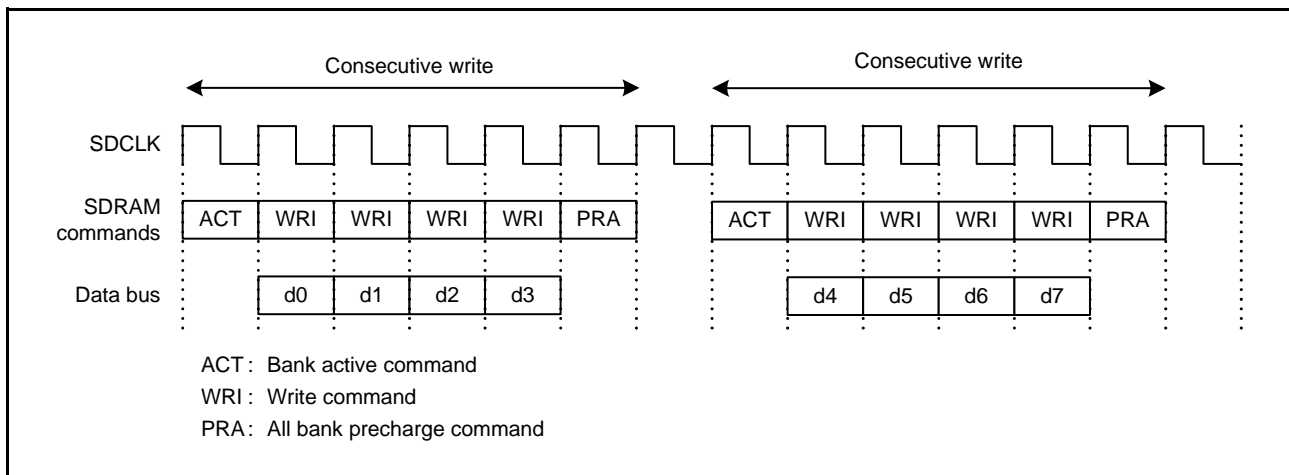 Consecutive write Consecutive write
SDCLK
SDRAM commands ACT WRI WRI WRI WRI PRA ACT WRI WRI WRI WRI PRA
Data bus d0 d1 d2 d3 d4 d5 d6 d7
ACT : Bank active command
WRI : Write command
PRA : All bank precharge command